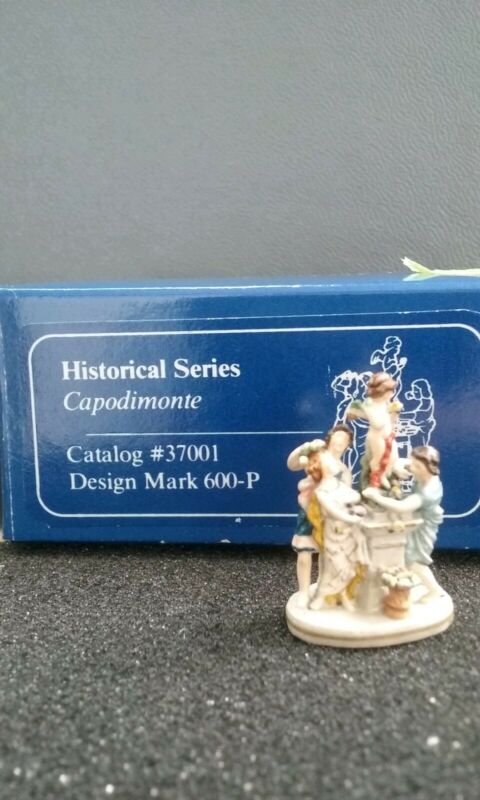 Historical Series
Capodimonte
Catalog #37001
Design Mark 600-P